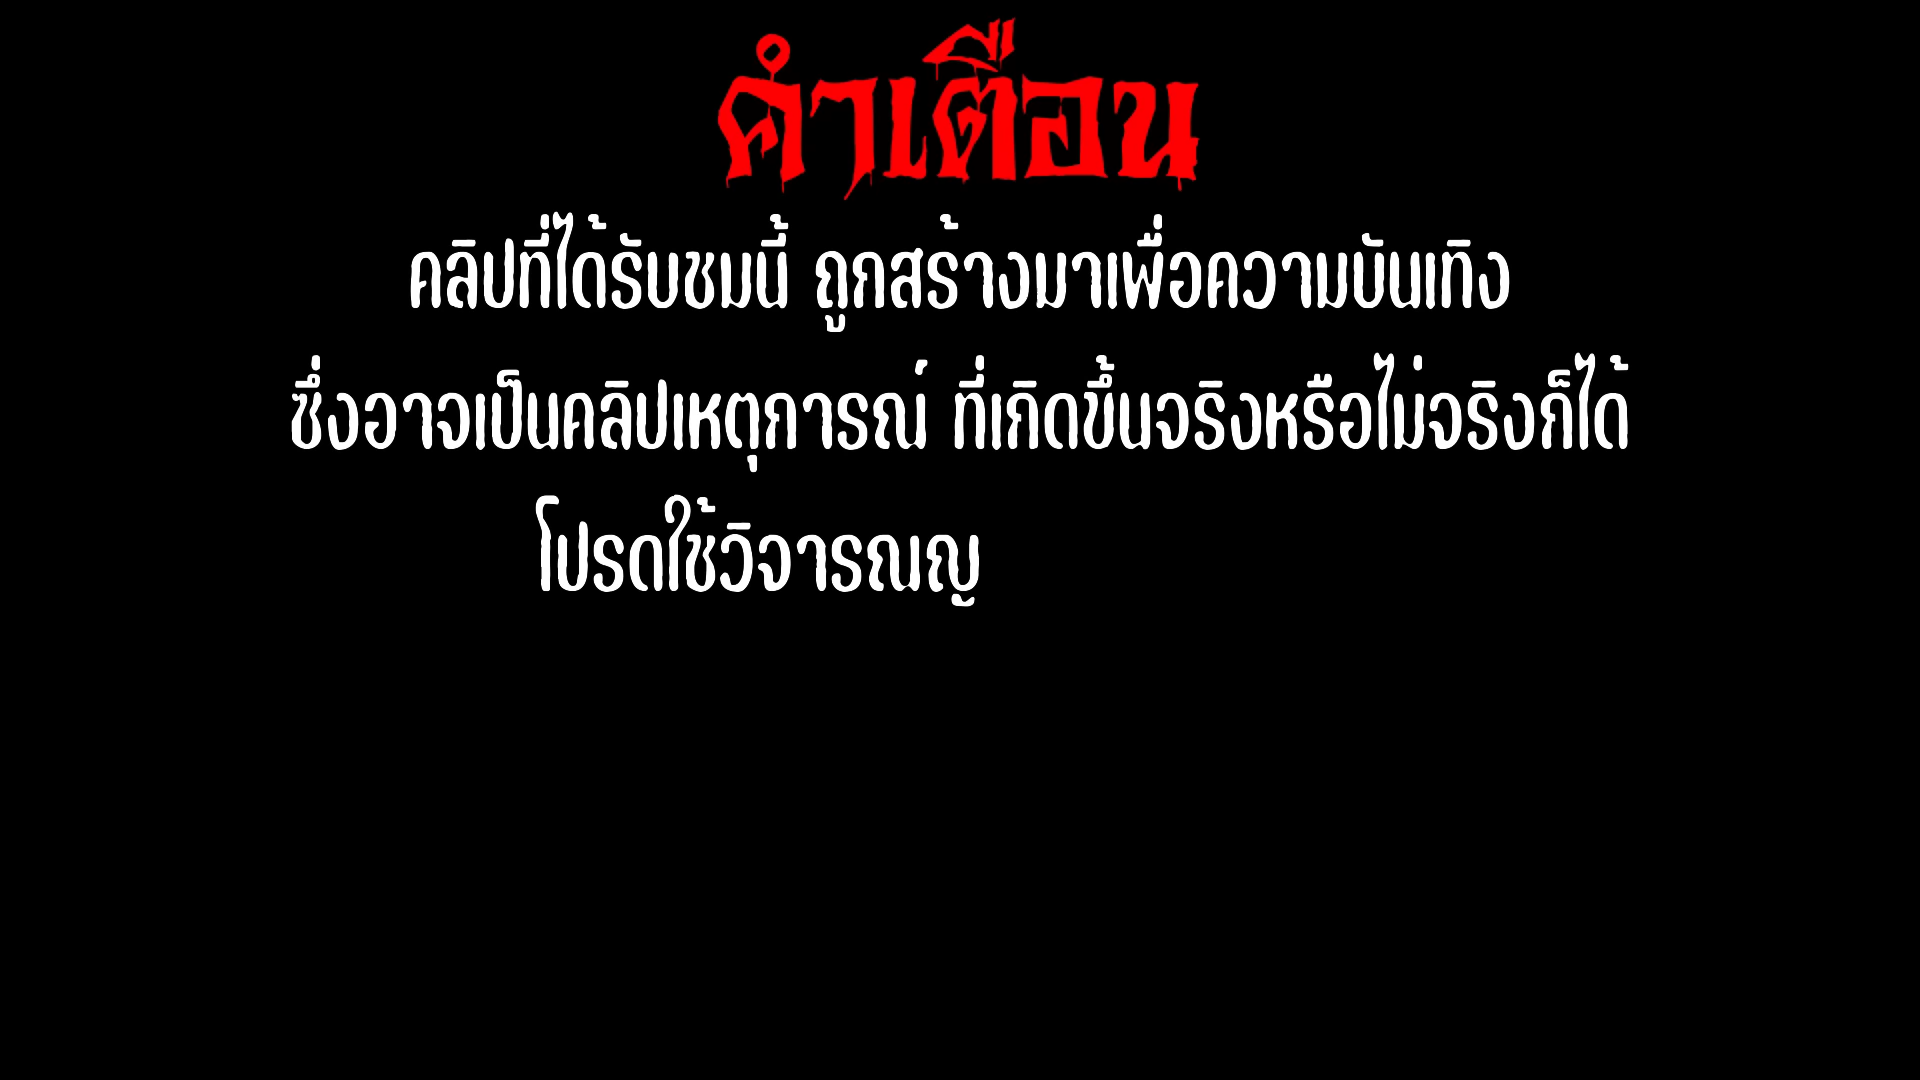 คำเตือน
คลิปที่ได้รับชมนี้ ถูกสร้างมาเพื่อความบันเทิง
ซึ่งอาจเป็นคลิปเหตุการณ์ ที่เกิดขึ้นจริงหรือไม่จริงก็ได้
โปรดใช้วิจารณญ